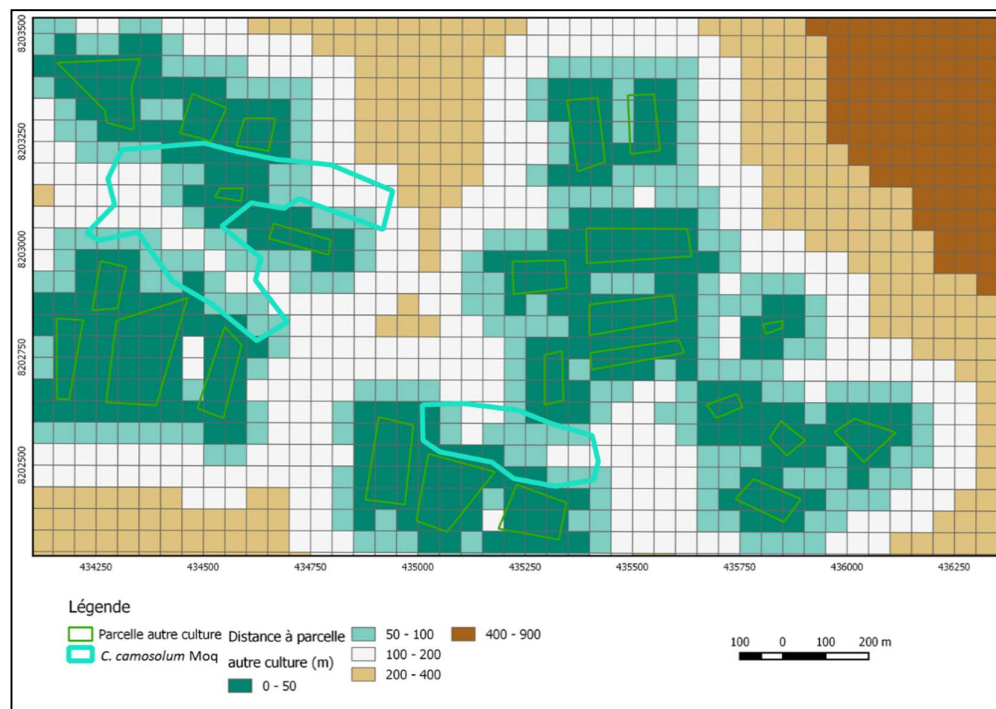 8203500
8203250
8203000
8202750
8202500
434250 434500 434750 435000 435250 435500 435750 436000 436250
Légende
Parcelle autre culture
C. camosolum Moq
Distance à parcelle
autre culture (m)
0 - 50
50 - 100
100 - 200
200 - 400
400 - 900
100 0 100 200 m